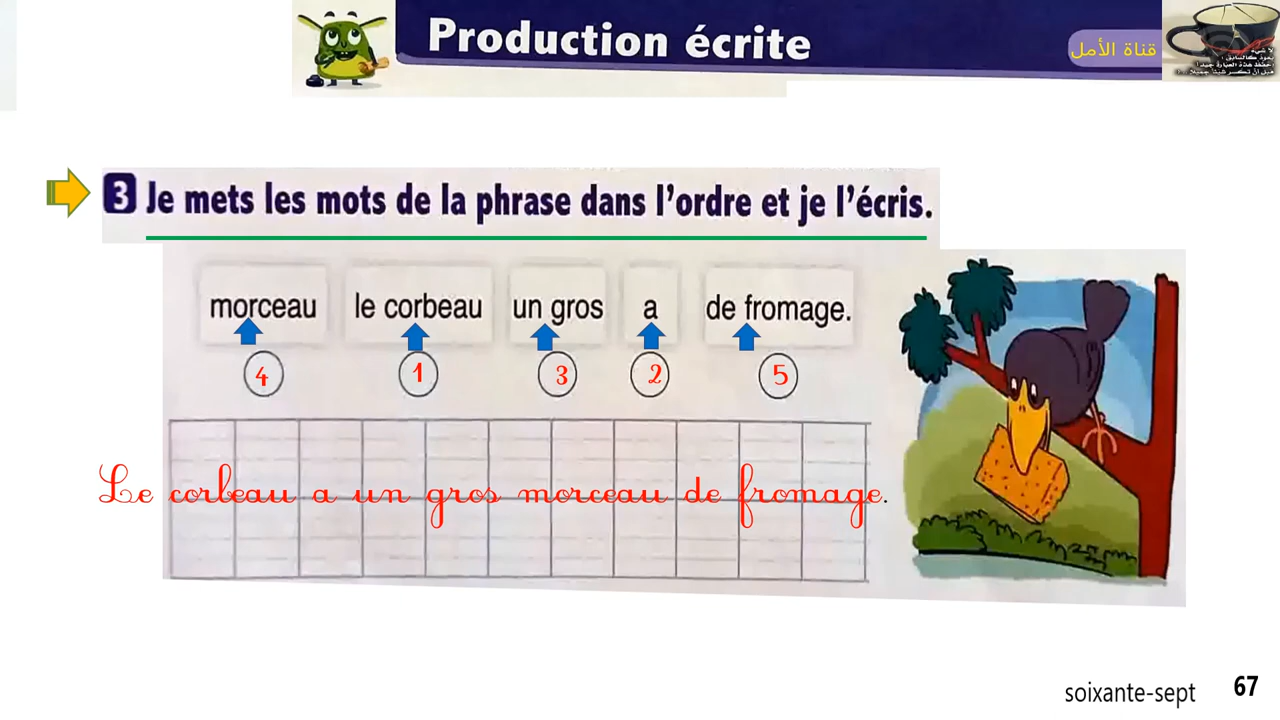 Production écrite
قناة الأمل
3 Je mets les mots de la phrase dans l'ordre et je l'écris.
morceau le corbeau un gros a de fromage.
4 1 3 2 5
Le corbeau a un gros morceau de fromage.
soixante-sept 67